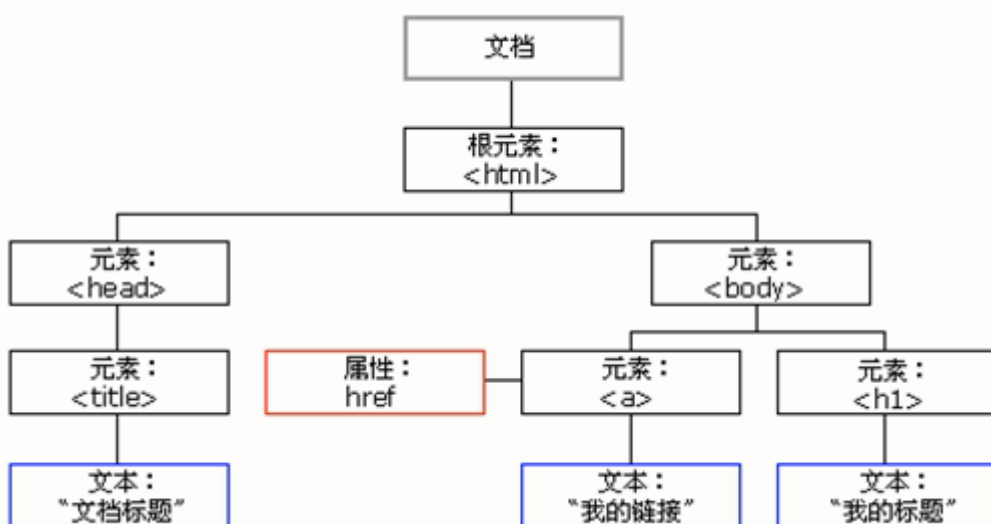 文档
根元素：
<html>
元素：
<head>
元素：
<body>
元素：
<title>
属性：
href
元素：
<a>
元素：
<h1>
文本：
“文档标题”
文本：
“我的链接”
文本：
“我的标题”